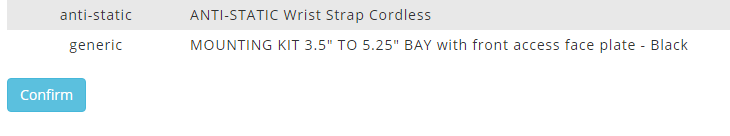 anti-static ANTI-STATIC Wrist Strap Cordless
generic MOUNTING KIT 3.5" TO 5.25" BAY with front access face plate - Black
Confirm